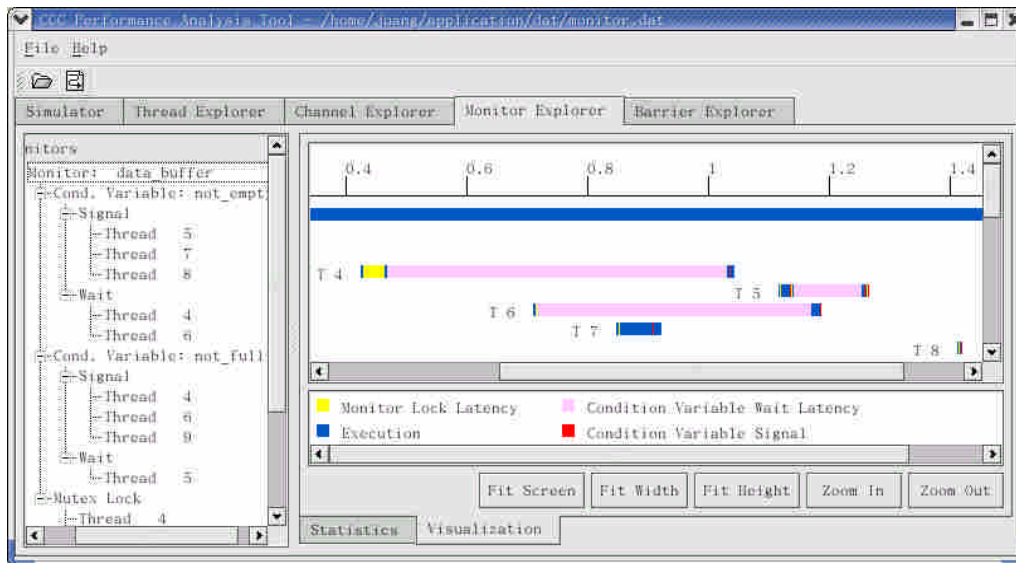 CCC Performance Analysis Tool - /home/juang/application/dat/monitor.dat
File Help
Simulator Thread Explorer Channel Explorer Monitor Explorer Barrier Explorer
nitors
Monitor: data_buffer
Cond. Variable: not_empt
Signal
Thread 5
Thread 7
Thread 8
Wait
Thread 4
Thread 6
Cond. Variable: not_full
Signal
Thread 4
Thread 6
Thread 9
Wait
Thread 5
Mutex Lock
Thread 4
0.4 0.6 0.8 1 1.2 1.4
T 4
T 5
T 6
T 7
T 8
Monitor Lock Latency Condition Variable Wait Latency
Execution Condition Variable Signal
Fit Screen Fit Width Fit Height Zoom In Zoom Out
Statistics Visualization